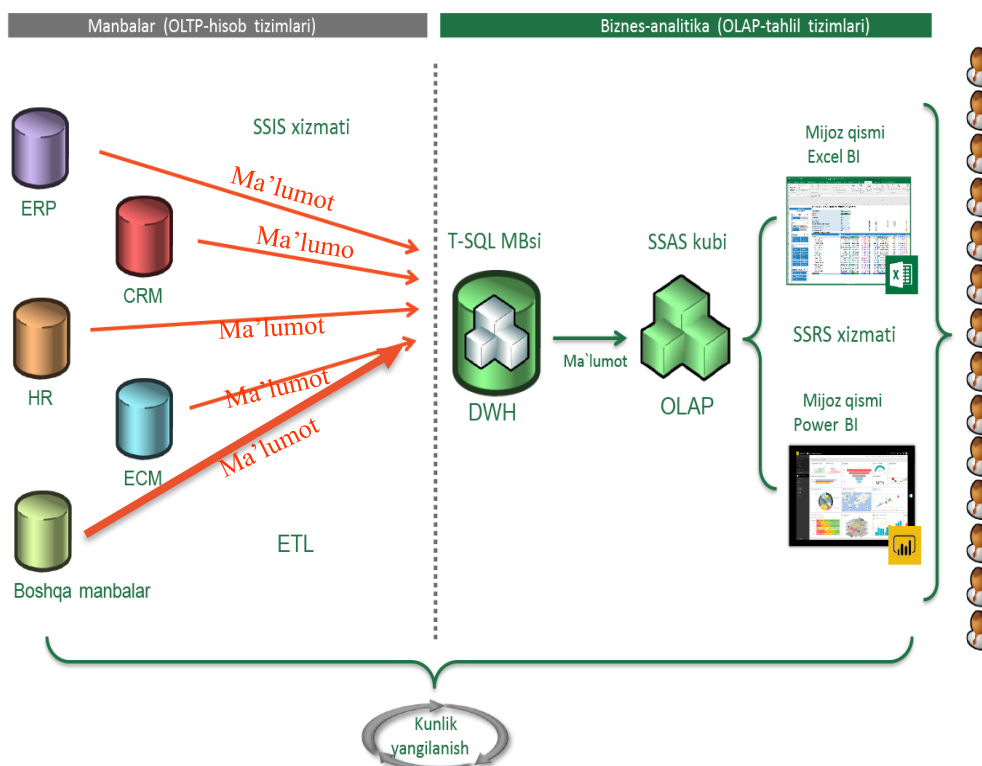 Manbalar (OLTP-hisob tizimlari)
Biznes-analitika (OLAP-tahlil tizimlari)
SSIS xizmati
ERP
Ma’lumot
CRM
Ma’lumo
HR
Ma’lumot
ECM
Ma’lumot
Boshqa manbalar
Ma’lumot
ETL
T-SQL MBsi
DWH
Ma`lumot
SSAS kubi
OLAP
Mijoz qismi
Excel BI
SSRS xizmati
Mijoz qismi
Power BI
Kunlik
yangilanish